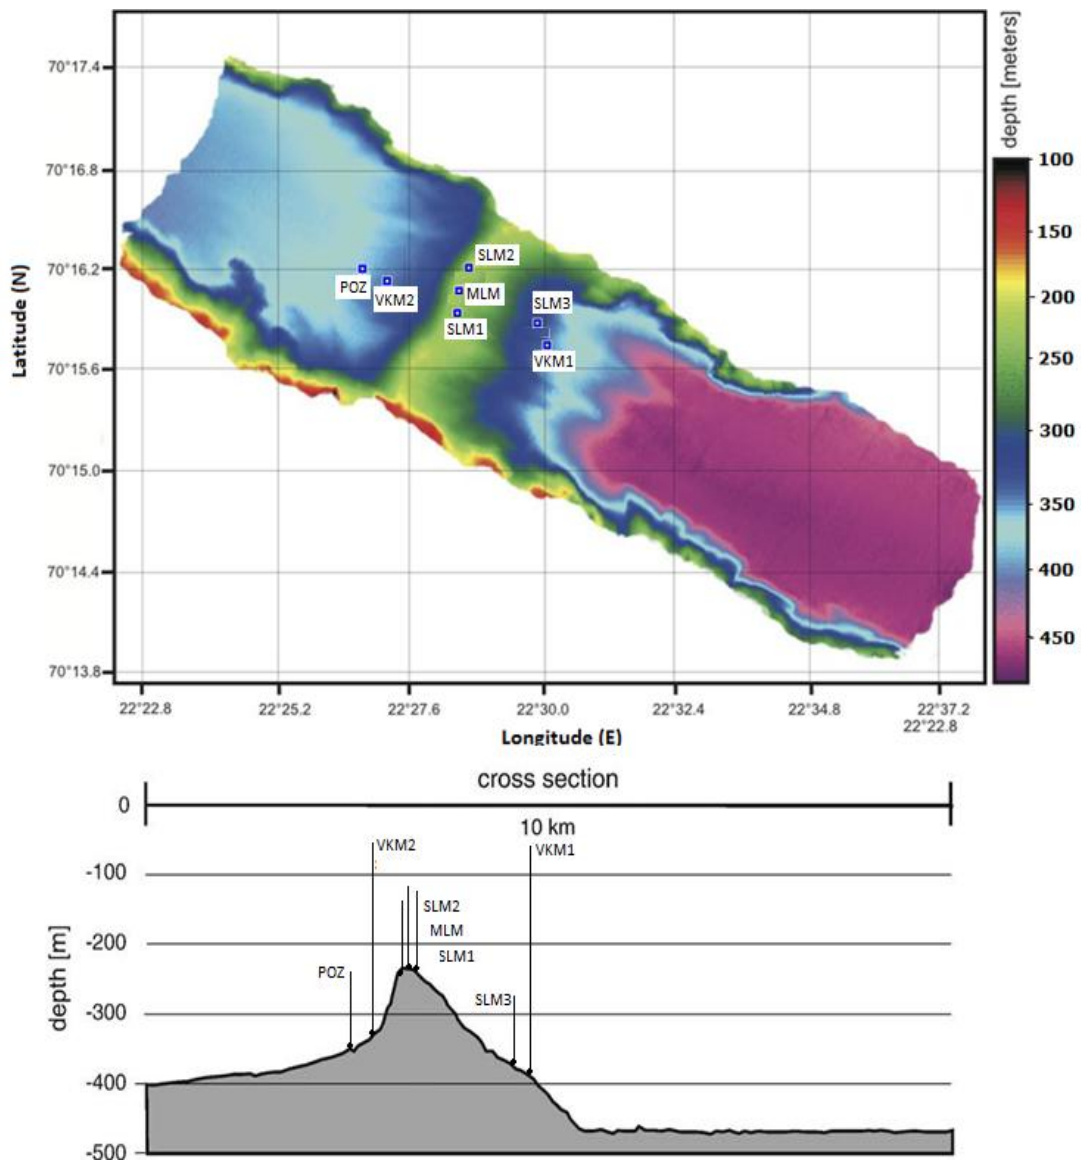 depth [meters]
70°17.4
70°16.8
70°16.2
70°15.6
70°15.0
70°14.4
70°13.8
Latitude (N)
SLM2
POZ
VKM2
MLM
SLM3
SLM1
VKM1
100
150
200
250
300
350
400
450
22°22.8
22°25.2
22°27.6
22°30.0
22°32.4
22°34.8
22°37.2
22°22.8
Longitude (E)
cross section
0
10 km
VKM2
VKM1
-100
SLM2
-200
MLM
SLM1
POZ
SLM3
-300
-400
-500
depth [m]